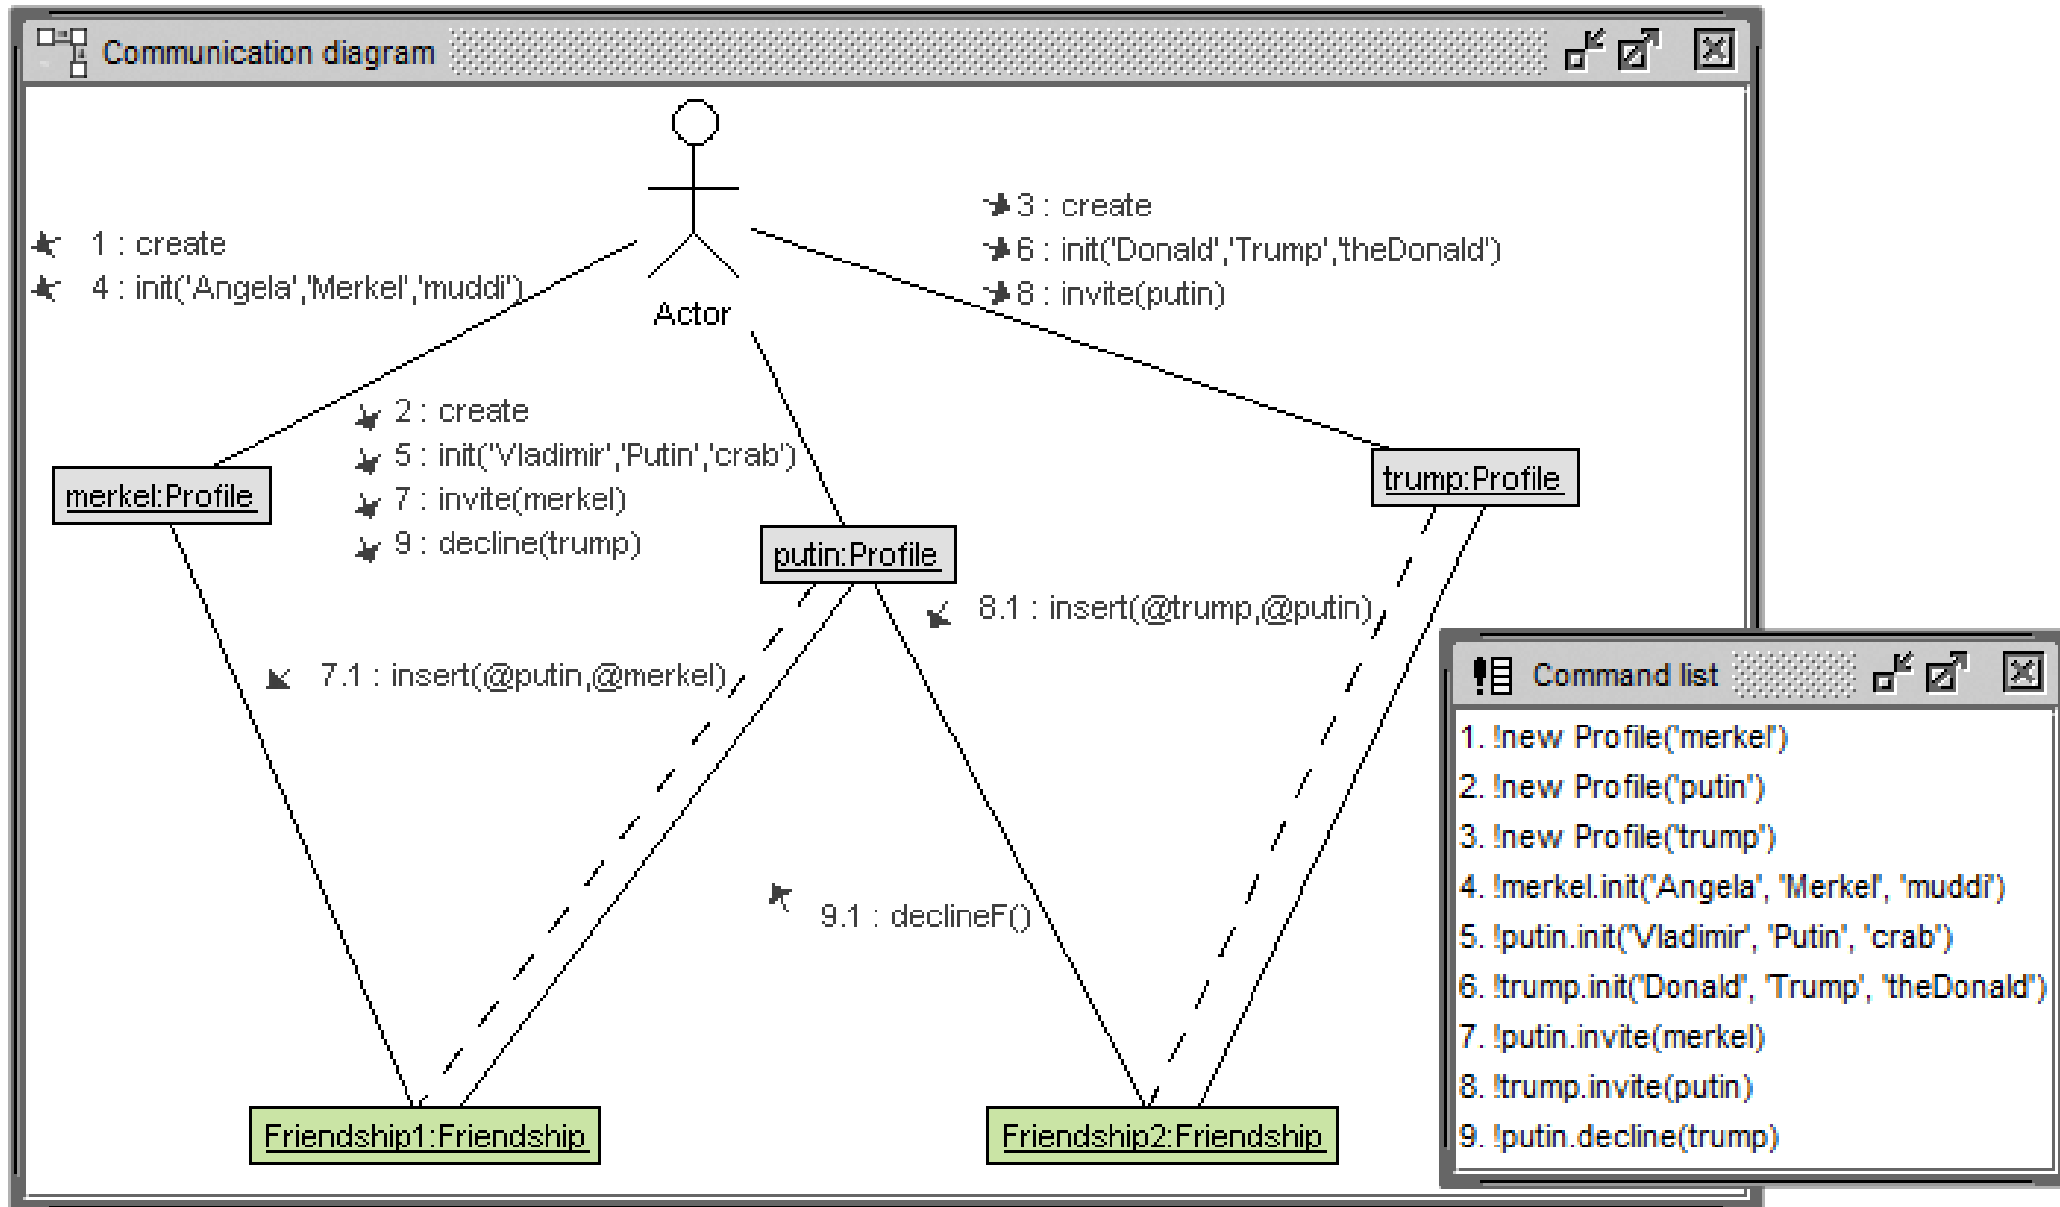 Communication diagram
3 : create
1 : create
6 : init('Donald','Trump','theDonald')
4 : init('Angela','Merkel','muddi')
8 : invite(putin)
Actor
2 : create
5 : init('Vladimir','Putin','crab')
merkel:Profile
trump:Profile
7 : invite(merkel)
9 : decline(trump)
putin:Profile
8.1 : insert(@trump,@putin)
7.1 : insert(@putin,@merkel)
9.1 : declineF()
Friendship1:Friendship
Friendship2:Friendship
Command list
1. !new Profile('merkel')
2. !new Profile('putin')
3. !new Profile('trump')
4. !merkel.init('Angela', 'Merkel', 'muddi')
5. !putin.init('Vladimir', 'Putin', 'crab')
6. !trump.init('Donald', 'Trump', 'theDonald')
7. !putin.invite(merkel)
8. !trump.invite(putin)
9. !putin.decline(trump)